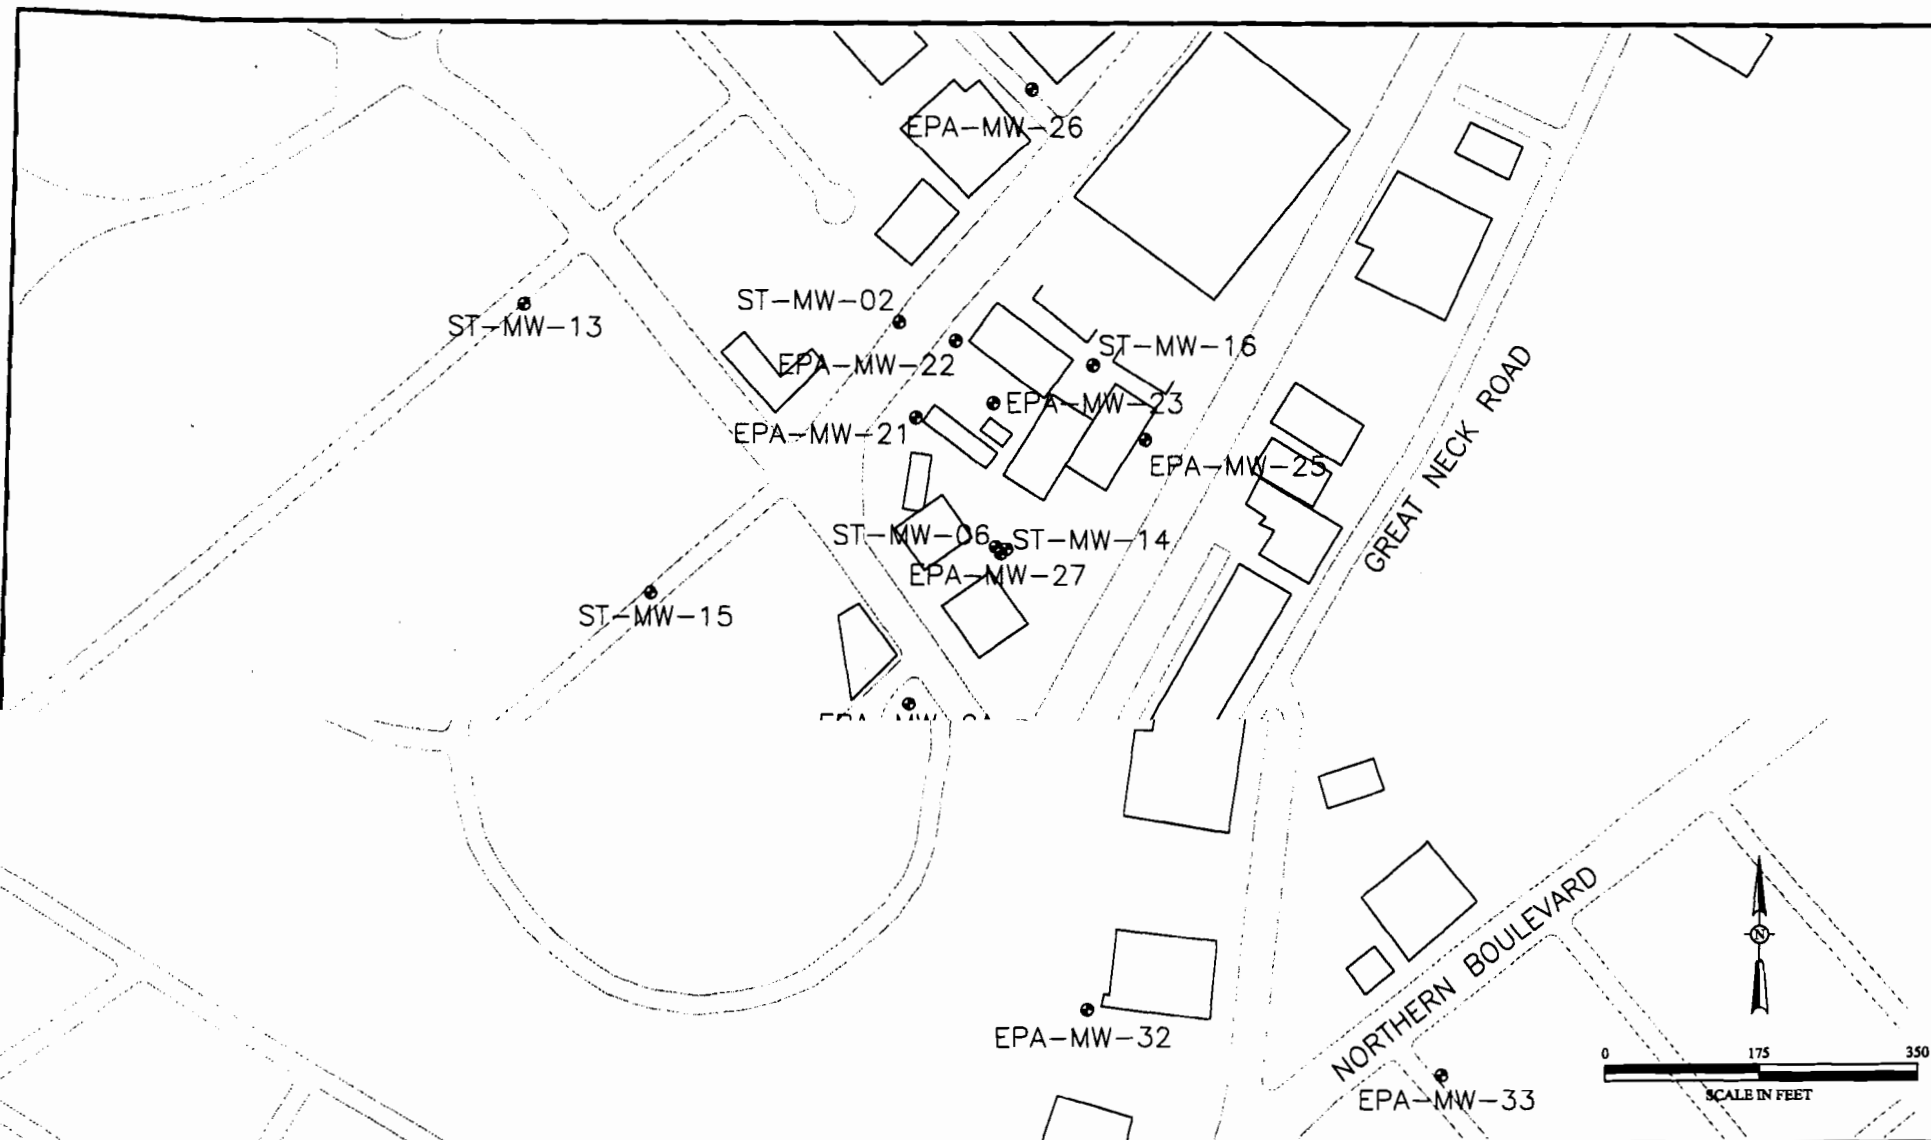 EPA-MW-26
ST-MW-02
ST-MW-13
EPA-MW-22
ST-MW-16
EPA-MW-23
EPA-MW-21
EPA-MW-25
GREAT NECK ROAD
ST-MW-06
ST-MW-14
EPA-MW-27
ST-MW-15
NORTHERN BOULEVARD
N
EPA-MW-32
0 175 350
SCALE IN FEET
EPA-MW-33